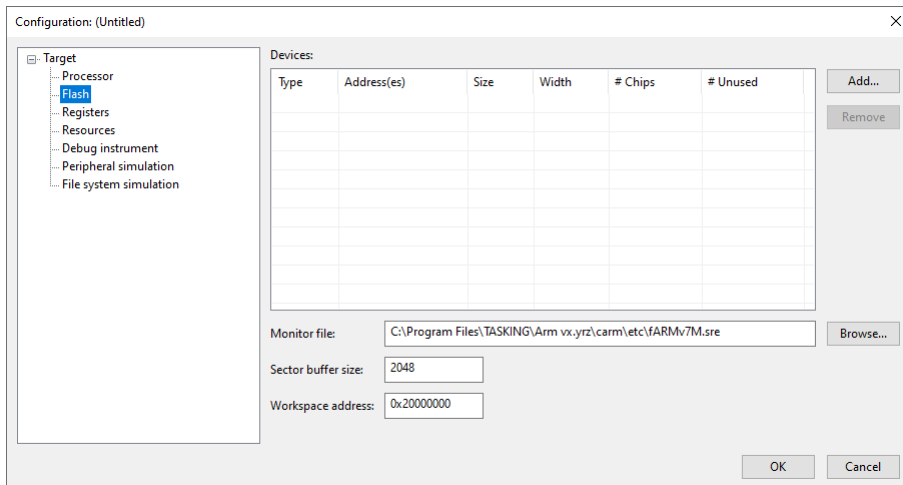 Configuration: (Untitled)
Target
Processor
Flash
Registers
Resources
Debug instrument
Peripheral simulation
File system simulation
Devices:
Type Address(es) Size Width # Chips # Unused
Add...
Remove
Monitor file: C:\Program Files\TASKING\Arm vx.yrz\carm\etc\fARMv7M.sre Browse...
Sector buffer size: 2048
Workspace address: 0x20000000
OK Cancel